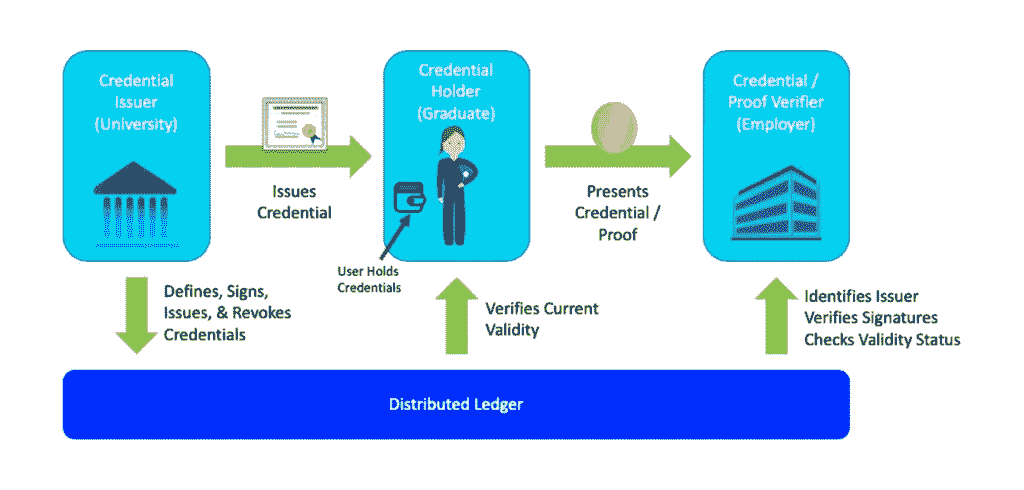 Credential
Issuer
(University)
Issues
Credential
Credential
Holder
(Graduate)
User Holds
Credentials
Presents
Credential /
Proof
Credential /
Proof Verifier
(Employer)
Defines, Signs,
Issues, & Revokes
Credentials
Verifies Current
Validity
Identifies Issuer
Verifies Signatures
Checks Validity Status
Distributed Ledger